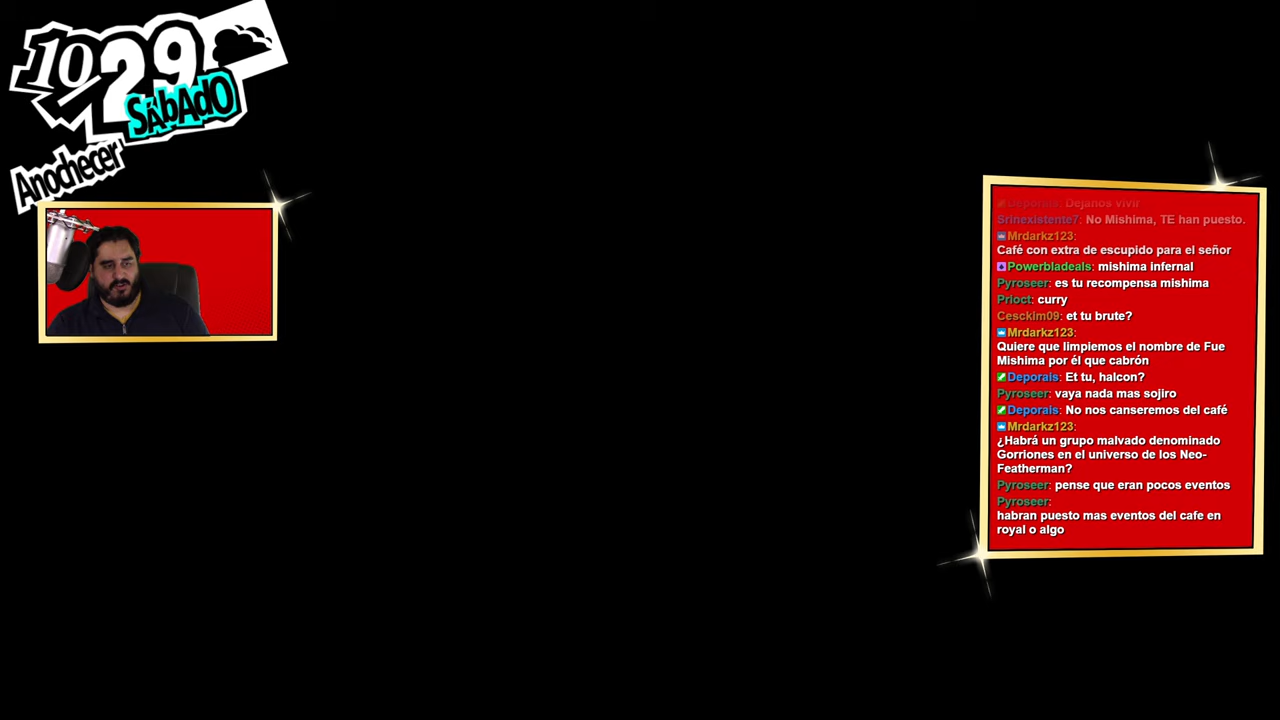 10/29
SÁbAdO
Anochecer
Deporais: Dejanos vivir
Srinexistente7: No Mishima, TE han puesto.
Mrdarkz123:
Café con extra de escupido para el señor
Powerbladeals: mishima infernal
Pyroseer: es tu recompensa mishima
Prioct: curry
Cesckim09: et tu brute?
Mrdarkz123:
Quiere que limpiemos el nombre de Fue
Mishima por él que cabrón
Deporais: Et tu, halcon?
Pyroseer: vaya nada mas sojiro
Deporais: No nos canseremos del café
Mrdarkz123:
¿Habrá un grupo malvado denominado
Gorriones en el universo de los Neo-
Featherman?
Pyroseer: pense que eran pocos eventos
Pyroseer:
habran puesto mas eventos del cafe en
royal o algo